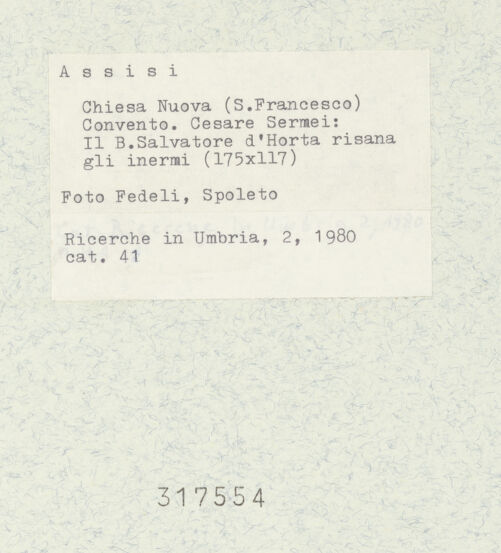 A s s i s i
Chiesa Nuova (S.Francesco)
Convento. Cesare Sermei:
Il B.Salvatore d'Horta risana
gli inermi (175x117)
Foto Fedeli, Spoleto
Ricerche in Umbria, 2, 1980
cat. 41
317554